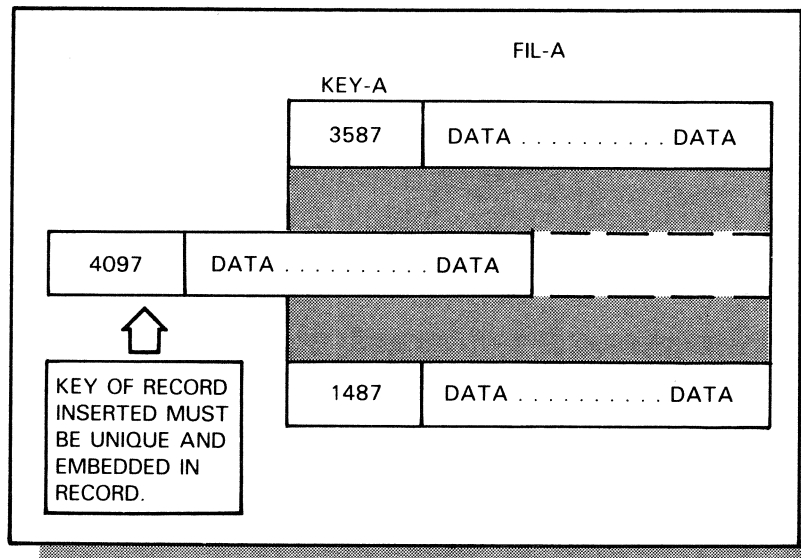 FIL-A
KEY-A
3587 DATA . . . . . . . . . . DATA
4097 DATA . . . . . . . . . . DATA
1487 DATA . . . . . . . . . . DATA
KEY OF RECORD
INSERTED MUST
BE UNIQUE AND
EMBEDDED IN
RECORD.